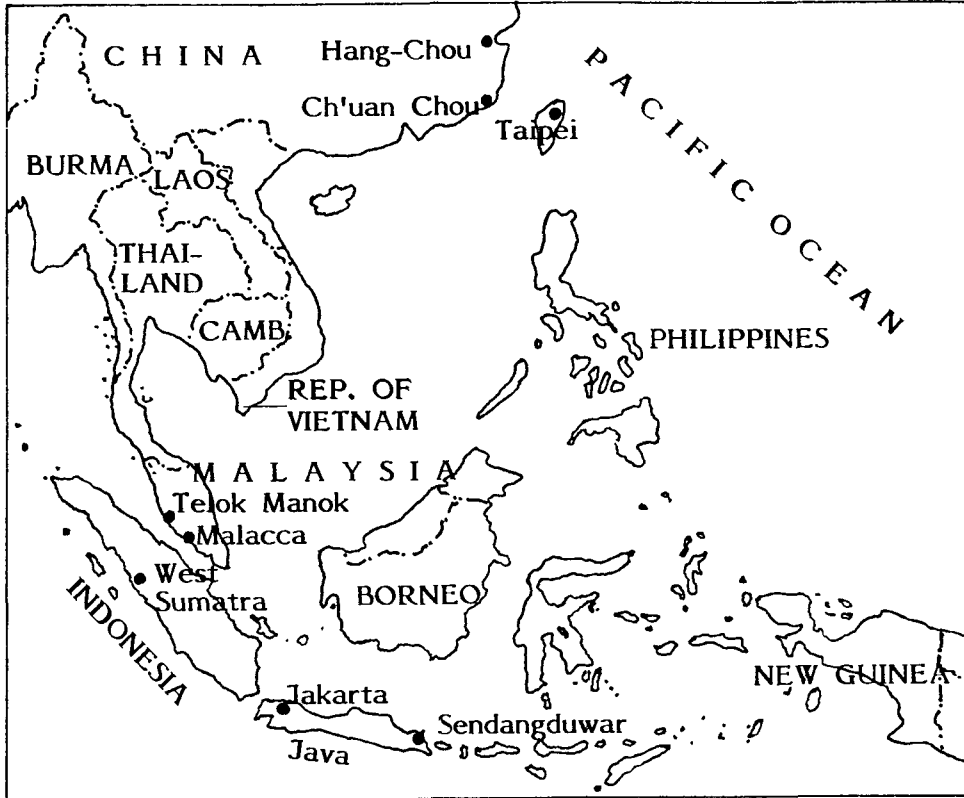 CHINA
Hang-Chou
Ch'uan Chou
Taipei
PACIFIC OCEAN
BURMA
LAOS
THAI-
LAND
CAMB.
PHILIPPINES
REP. OF
VIETNAM
MALAYSIA
Telok Manok
Malacca
West
Sumatra
BORNEO
INDONESIA
NEW GUINEA
Jakarta
Java
Sendangduwar